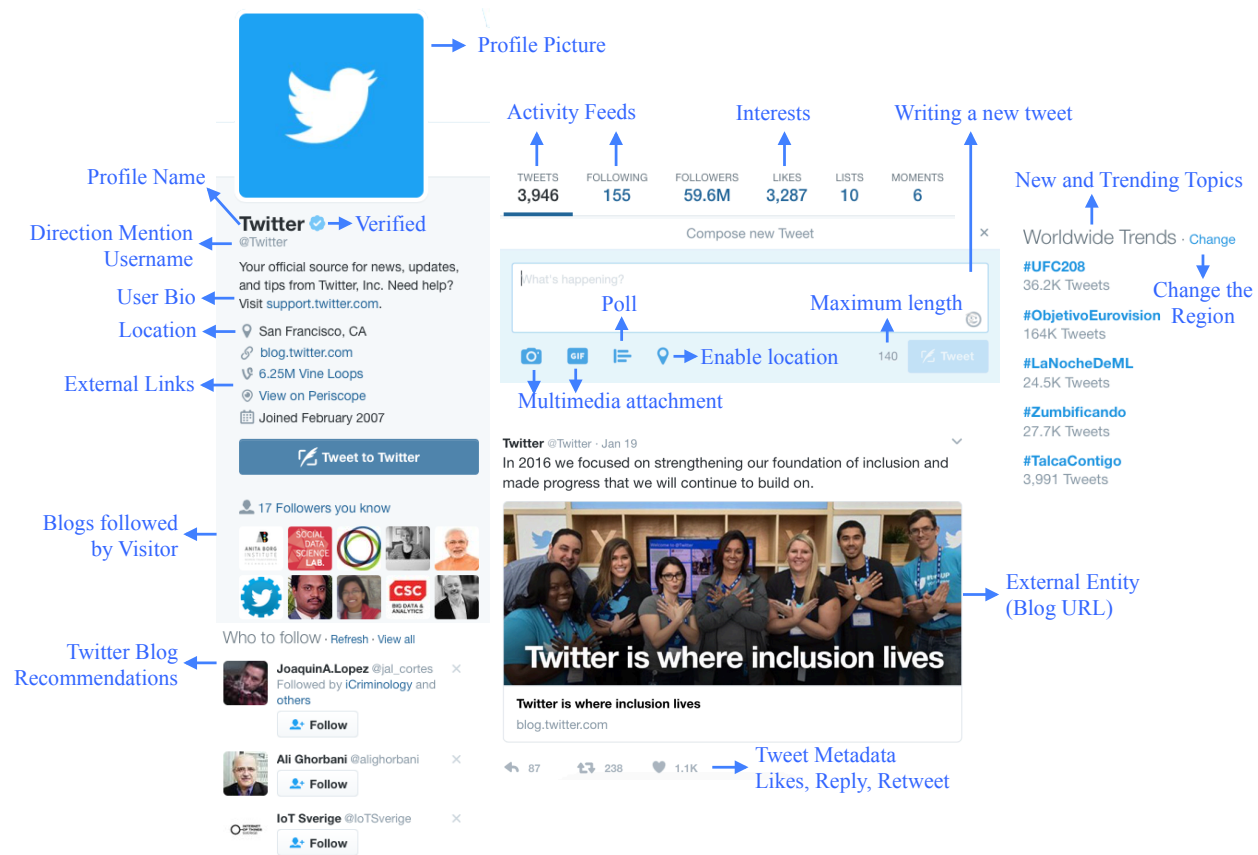 Profile Picture
Activity Feeds
Interests
Writing a new tweet
Profile Name
TWEETS FOLLOWING FOLLOWERS LIKES LISTS MOMENTS
3,946 155 59.6M 3,287 10 6
New and Trending Topics
Twitter
Verified
@Twitter
Direction Mention
Username
Compose new Tweet ×
Worldwide Trends · Change
Your official source for news, updates,
and tips from Twitter, Inc. Need help?
Visit support.twitter.com.
User Bio
What's happening?
Poll
Maximum length
#UFC208
36.2K Tweets
Change the
Region
Location
San Francisco, CA
blog.twitter.com
6.25M Vine Loops
View on Periscope
Joined February 2007
External Links
GIF
Enable location
140
Tweet
Multimedia attachment
#ObjetivoEurovision
164K Tweets
#LaNocheDeML
24.5K Tweets
#Zumbificando
27.7K Tweets
#TalcaContigo
3,991 Tweets
Tweet to Twitter
Twitter @Twitter · Jan 19
In 2016 we focused on strengthening our foundation of inclusion and
made progress that we will continue to build on.
17 Followers you know
Blogs followed
by Visitor
ANITA BORG
INSTITUTE
SOCIAL
DATA
SCIENCE
LAB.
CSC
BIG DATA &
ANALYTICS
Twitter is where inclusion lives
External Entity
(Blog URL)
Twitter is where inclusion lives
blog.twitter.com
87 238 1.1K
Tweet Metadata
Likes, Reply, Retweet
Who to follow · Refresh · View all
Twitter Blog
Recommendations
JoaquinA.Lopez @jal_cortes ×
Followed by iCriminology and
others
Follow
Ali Ghorbani @alighorbani ×
Follow
IoT Sverige @IoTSverige ×
Follow